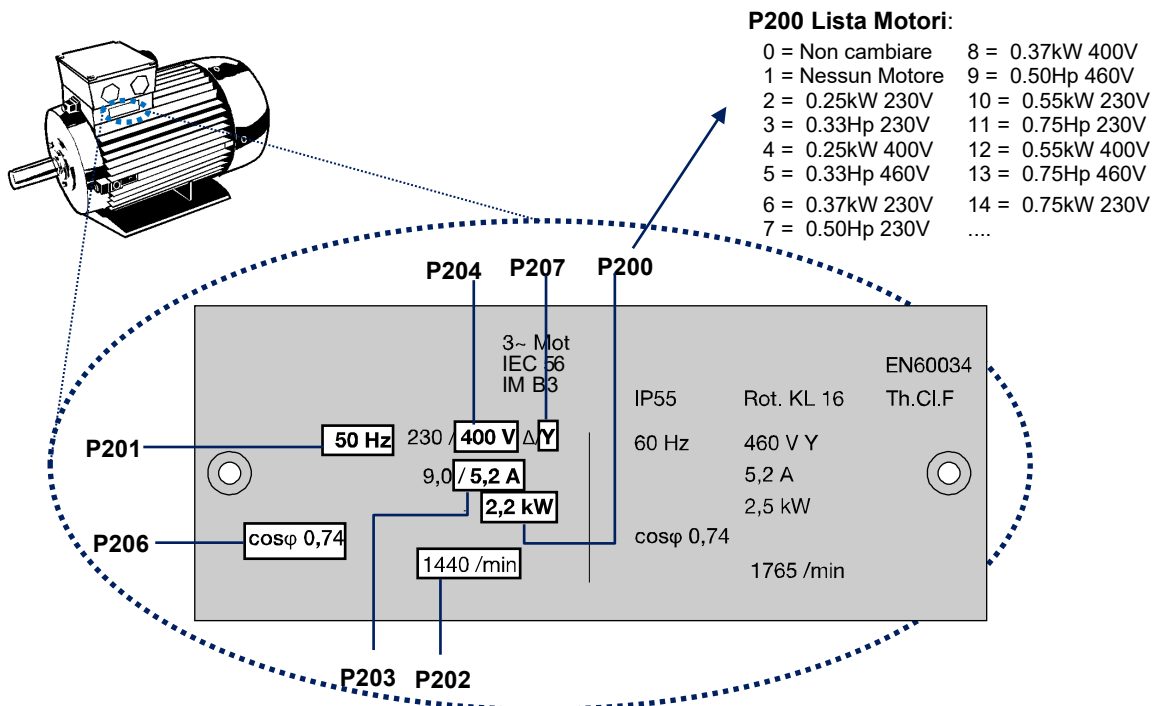 P200 Lista Motori:
0 = Non cambiare
1 = Nessun Motore
2 = 0.25kW 230V
3 = 0.33Hp 230V
4 = 0.25kW 400V
5 = 0.33Hp 460V
6 = 0.37kW 230V
7 = 0.50Hp 230V
8 = 0.37kW 400V
9 = 0.50Hp 460V
10 = 0.55kW 230V
11 = 0.75Hp 230V
12 = 0.55kW 400V
13 = 0.75Hp 460V
14 = 0.75kW 230V
....
P204 P207 P200
3~ Mot
IEC 56
IM B3
EN60034
IP55 Rot. KL 16 Th.Cl.F
P201
50 Hz 230 / 400 V Δ/Y
60 Hz 460 V Y
9,0 / 5,2 A
5,2 A
2,2 kW
2,5 kW
P206
cosφ 0,74
cosφ 0,74
1440 /min
1765 /min
P203 P202